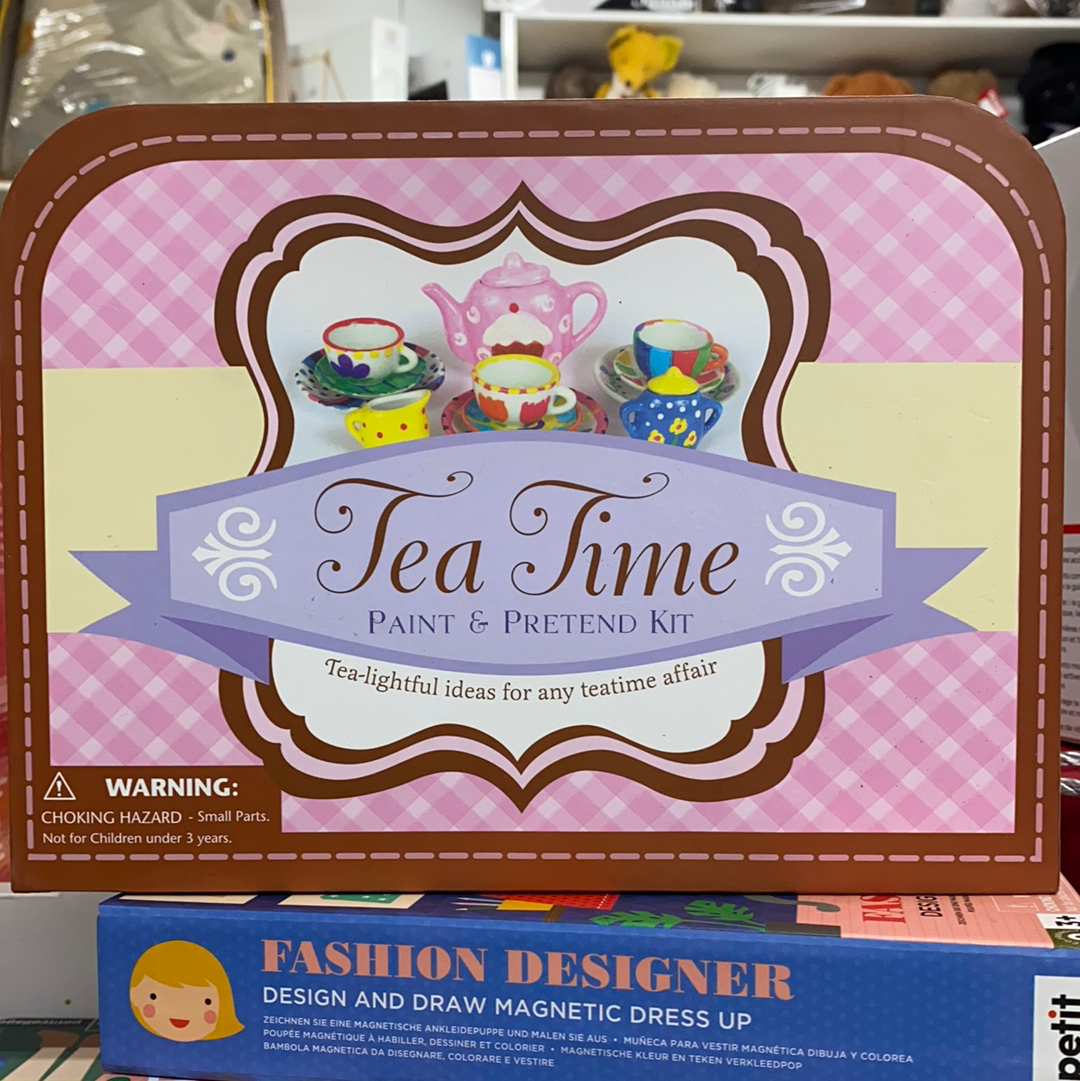 Tea Time
PAINT & PRETEND KIT
Tea-lightful ideas for any teatime affair
WARNING:
CHOKING HAZARD - Small Parts.
Not for Children under 3 years.
FASHION DESIGNER
DESIGN AND DRAW MAGNETIC DRESS UP
ZEICHNEN SIE EINE MAGNETISCHE ANKLEIDEPUPPE UND MALEN SIE AUS • MUÑECA PARA VESTIR MAGNÉTICA DIBUJA Y COLOREA
POUPÉE MAGNÉTIQUE À HABILLER, DESSINER ET COLORIER • MAGNETISCHE KLEUR EN TEKEN VERKLEEDPOP
BAMBOLA MAGNETICA DA DISEGNARE, COLORARE E VESTIRE
petit
3+